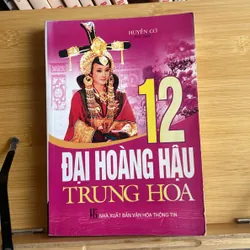 HUYỀN CƠ
12
ĐẠI HOÀNG HẬU
TRUNG HOA
NHÀ XUẤT BẢN VĂN HÓA THÔNG TIN